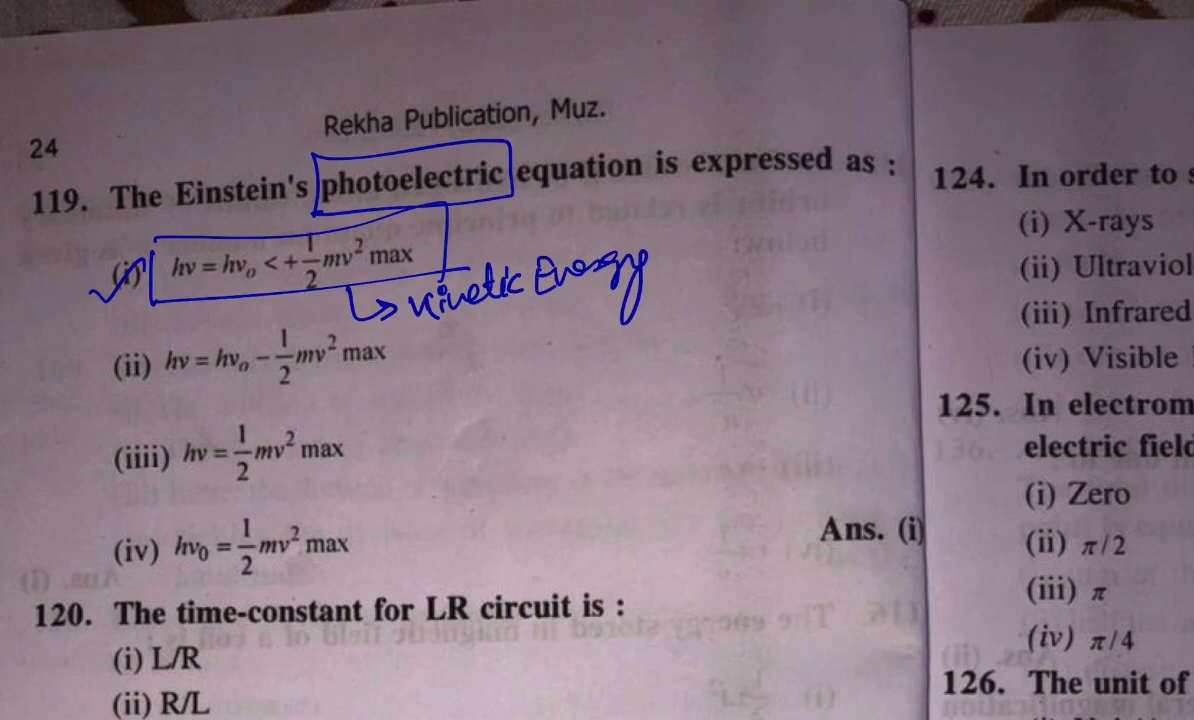 24
Rekha Publication, Muz.
119. The Einstein's photoelectric equation is expressed as :
(i) hν = hν₀ < + 1/2 mv² max
↳ Kinetic Energy
(ii) hν = hν₀ − 1/2 mv² max
(iiii) hν = 1/2 mv² max
(iv) hν₀ = 1/2 mv² max
Ans. (i)
120. The time-constant for LR circuit is :
(i) L/R
(ii) R/L
124. In order to
(i) X-rays
(ii) Ultraviol
(iii) Infrared
(iv) Visible
125. In electrom
electric field
(i) Zero
(ii) π/2
(iii) π
(iv) π/4
126. The unit of